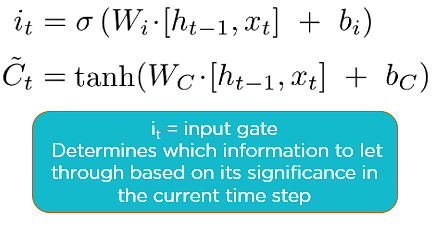 i_t = σ (W_i·[h_{t−1}, x_t] + b_i)
C̃_t = tanh(W_C·[h_{t−1}, x_t] + b_C)
i_t = input gate
Determines which information to let
through based on its significance in
the current time step